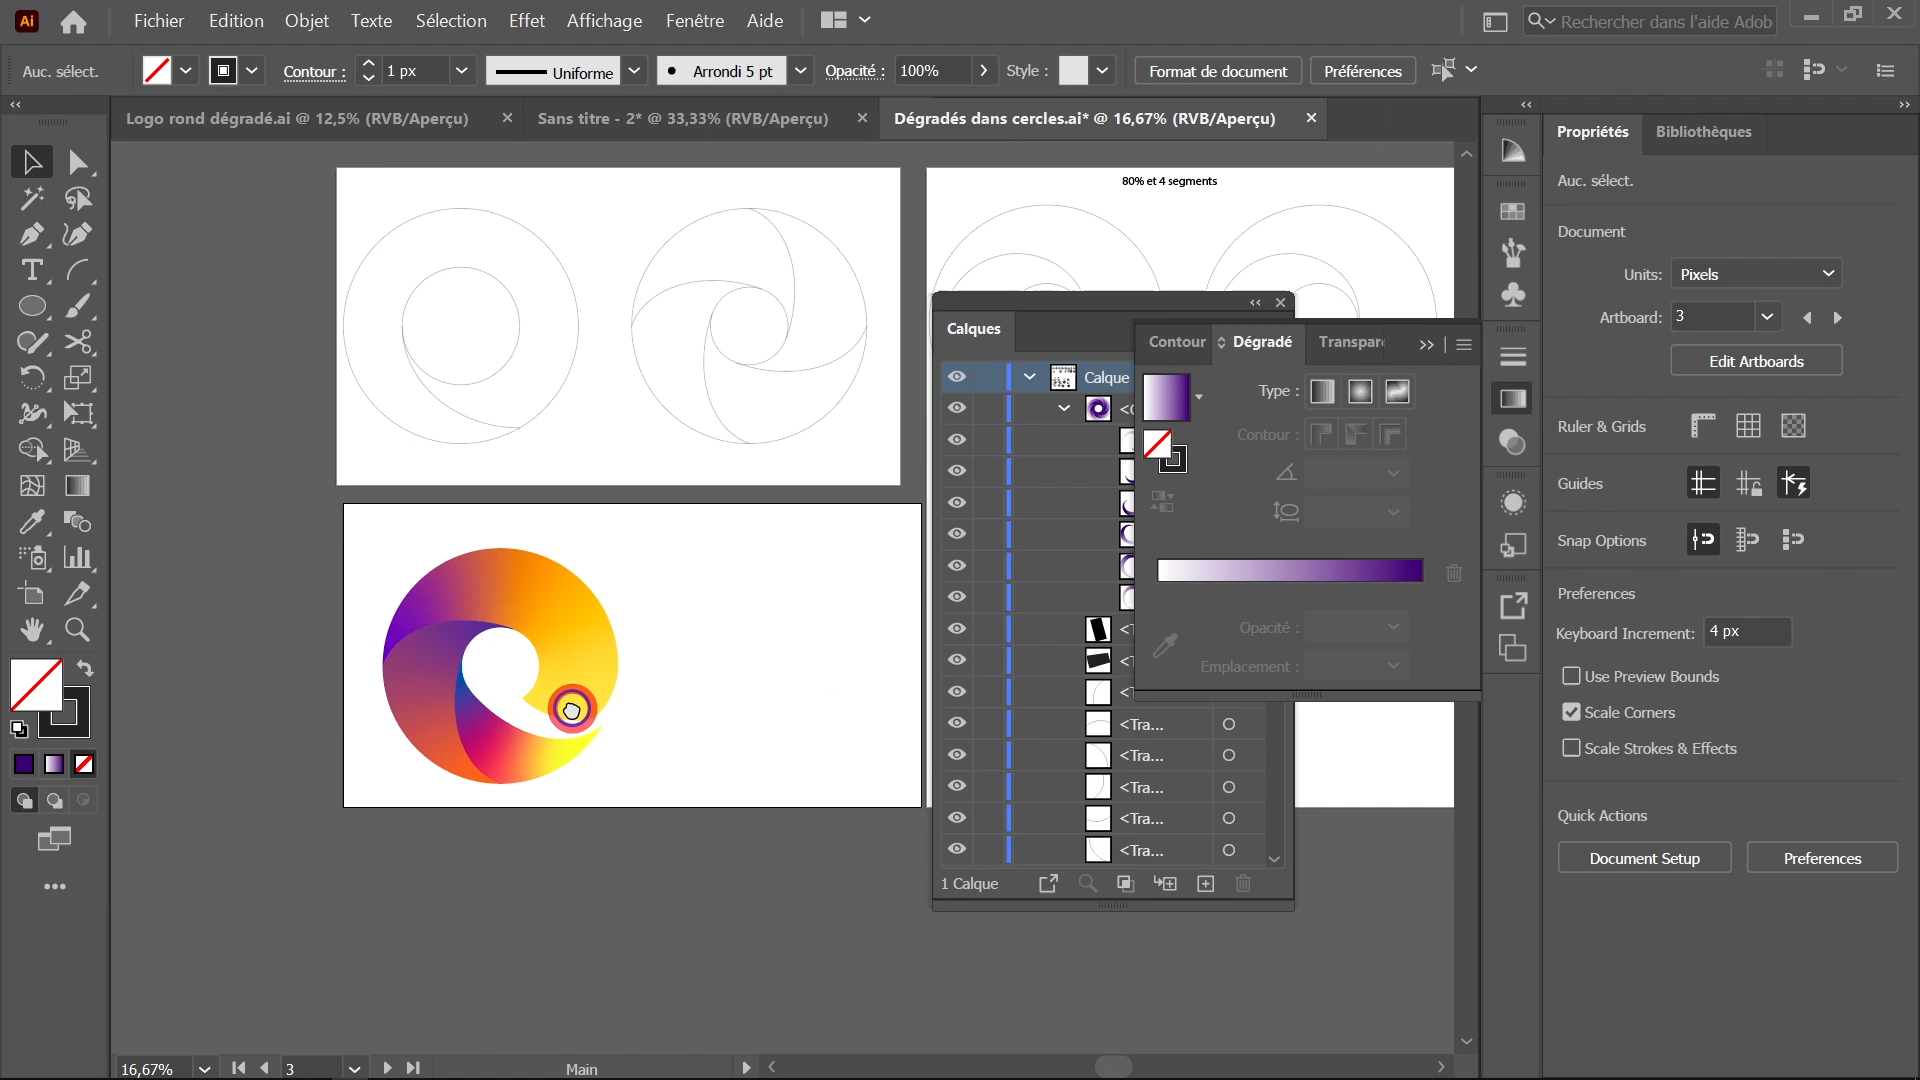 Ai Fichier Edition Objet Texte Sélection Effet Affichage Fenêtre Aide Rechercher dans l'aide Adob
Auc. sélect. Contour : 1 px Uniforme Arrondi 5 pt Opacité : 100% Style : Format de document Préférences
Logo rond dégradé.ai @ 12,5% (RVB/Aperçu) Sans titre - 2* @ 33,33% (RVB/Aperçu) Dégradés dans cercles.ai* @ 16,67% (RVB/Aperçu)
Propriétés Bibliothèques
Auc. sélect.
Document
Units: Pixels
Artboard: 3
Edit Artboards
Ruler & Grids
Guides
Snap Options
Preferences
Keyboard Increment: 4 px
Use Preview Bounds
Scale Corners
Scale Strokes & Effects
Quick Actions
Document Setup Preferences
80% et 4 segments
Calques
Calque
<Tra...
<Tra...
<Tra...
<Tra...
<Tra...
1 Calque
Contour Dégradé Transpar
Type :
Contour :
Opacité :
Emplacement :
16,67% 3 Main